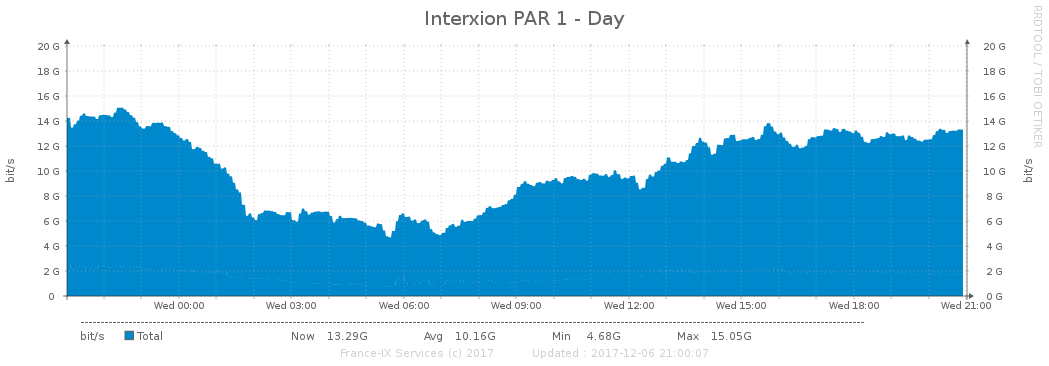 Interxion PAR 1 - Day
RRDTOOL / TOBI OETIKER
bit/s
20 G 20 G
18 G 18 G
16 G 16 G
14 G 14 G
12 G 12 G
10 G 10 G
8 G 8 G
6 G 6 G
4 G 4 G
2 G 2 G
0 0 G
bit/s
Wed 00:00 Wed 03:00 Wed 06:00 Wed 09:00 Wed 12:00 Wed 15:00 Wed 18:00 Wed 21:00
bit/s Total Now 13.29G Avg 10.16G Min 4.68G Max 15.05G
France-IX Services (c) 2017 Updated : 2017-12-06 21:00:07